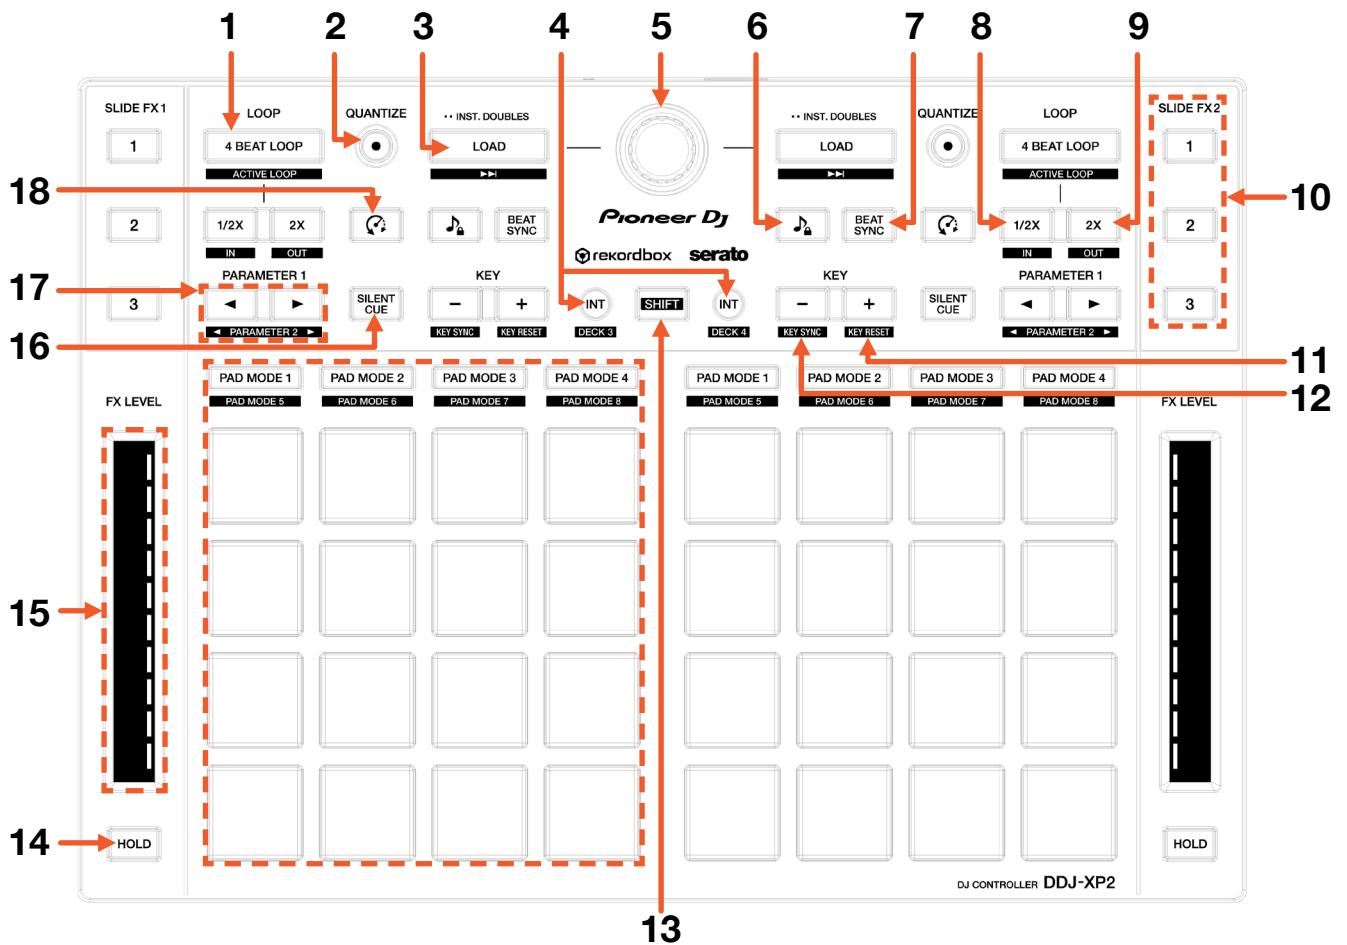 1 2 3 4 5 6 7 8 9
SLIDE FX1 LOOP QUANTIZE •• INST. DOUBLES •• INST. DOUBLES QUANTIZE LOOP SLIDE FX2
1 4 BEAT LOOP LOAD LOAD 4 BEAT LOOP 1
ACTIVE LOOP ACTIVE LOOP
18 10
2 1/2X 2X BEAT SYNC Pioneer Dj BEAT SYNC 1/2X 2X 2
IN OUT rekordbox serato IN OUT
PARAMETER 1 KEY KEY PARAMETER 1
17
3 ◄ ► SILENT CUE − + INT SHIFT INT − + SILENT CUE ◄ ► 3
◄ PARAMETER 2 ► KEY SYNC KEY RESET DECK 3 DECK 4 KEY SYNC KEY RESET ◄ PARAMETER 2 ►
16 11
PAD MODE 1 PAD MODE 2 PAD MODE 3 PAD MODE 4 PAD MODE 1 PAD MODE 2 PAD MODE 3 PAD MODE 4
12
FX LEVEL PAD MODE 5 PAD MODE 6 PAD MODE 7 PAD MODE 8 PAD MODE 5 PAD MODE 6 PAD MODE 7 PAD MODE 8 FX LEVEL
15
14 HOLD HOLD
DJ CONTROLLER DDJ-XP2
13